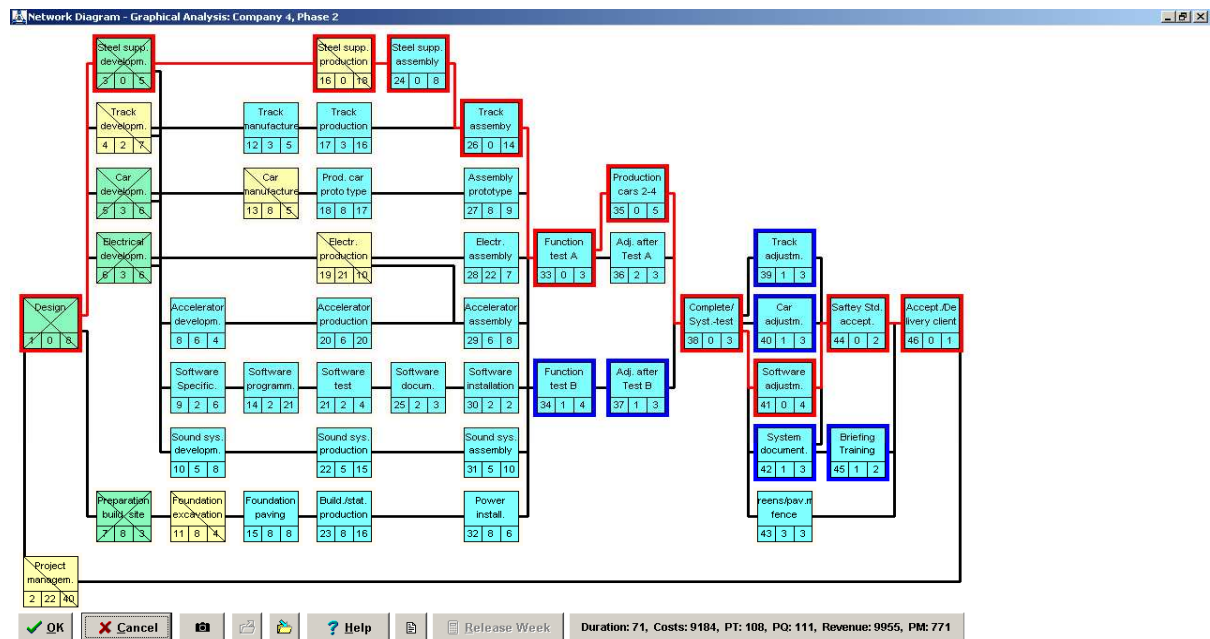 Network Diagram - Graphical Analysis: Company 4, Phase 2
Steel supp.
developm.
3 0 5
Steel supp.
production
16 0 18
Steel supp.
assembly
24 0 8
Track
developm.
4 2 7
Track
manufacture
12 3 5
Track
production
17 3 16
Track
assemby
26 0 14
Car
developm.
5 3 6
Car
manufacture
13 8 5
Prod. car
proto type
18 8 17
Assembly
prototype
27 8 9
Production
cars 2-4
35 0 5
Electrical
developm.
6 3 6
Electr.
production
19 21 10
Electr.
assembly
28 22 7
Function
test A
33 0 3
Adj. after
Test A
36 2 3
Track
adjustm.
39 1 3
Design
1 0 8
Accelerator
developm.
8 6 4
Accelerator
production
20 6 20
Accelerator
assembly
29 6 8
Complete/
Syst.-test
38 0 3
Car
adjustm.
40 1 3
Saftey Std.
accept.
44 0 2
Accept./De
livery client
46 0 1
Software
Specific.
9 2 6
Software
programm.
14 2 21
Software
test
21 2 4
Software
docum.
25 2 3
Software
installation
30 2 2
Function
test B
34 1 4
Adj. after
Test B
37 1 3
Software
adjustm.
41 0 4
Sound sys.
developm.
10 5 8
Sound sys.
production
22 5 15
Sound sys.
assembly
31 5 10
System
document.
42 1 3
Briefing
Training
45 1 2
Preparation
build. site
7 8 3
Foundation
excavation
11 8 4
Foundation
paving
15 8 8
Build./stat.
production
23 8 16
Power
install.
32 8 6
reens/pav.m
fence
43 3 3
Project
managem.
2 22 40
OK Cancel ? Help Release Week Duration: 71, Costs: 9184, PT: 108, PQ: 111, Revenue: 9955, PM: 771